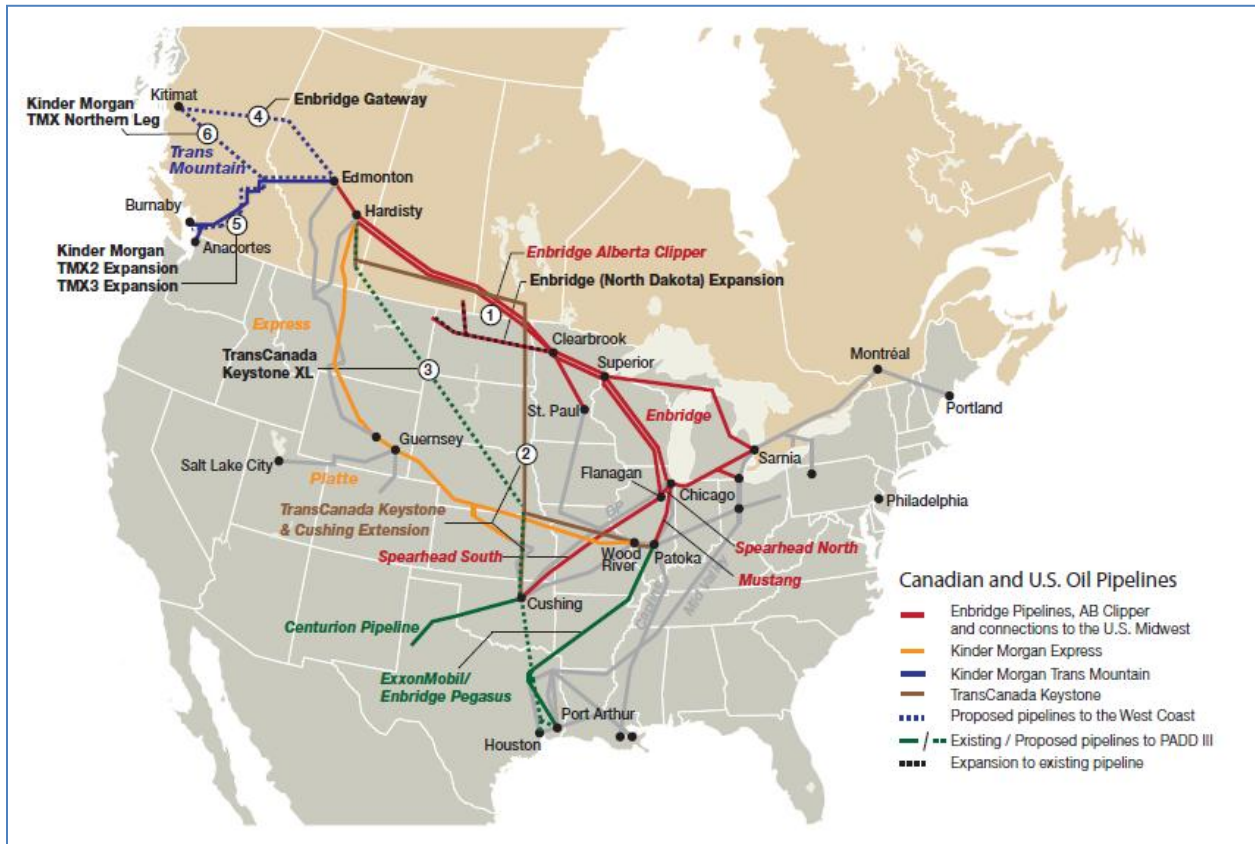 Kinder Morgan
TMX Northern Leg
Kitimat
4
Enbridge Gateway
6
Trans
Mountain
Edmonton
Burnaby
Hardisty
5
Anacortes
Kinder Morgan
TMX2 Expansion
TMX3 Expansion
Enbridge Alberta Clipper
Enbridge (North Dakota) Expansion
1
Express
Clearbrook
TransCanada
Keystone XL
3
Superior
Montréal
St. Paul
Enbridge
Portland
Guernsey
2
Sarnia
Salt Lake City
Platte
Flanagan
Chicago
Philadelphia
TransCanada Keystone
& Cushing Extension
BP
Spearhead South
Wood
River
Patoka
Spearhead North
Mustang
Capline
Mid Valley
Cushing
Centurion Pipeline
ExxonMobil/
Enbridge Pegasus
Port Arthur
Houston
Canadian and U.S. Oil Pipelines
Enbridge Pipelines, AB Clipper
and connections to the U.S. Midwest
Kinder Morgan Express
Kinder Morgan Trans Mountain
TransCanada Keystone
Proposed pipelines to the West Coast
/ Existing / Proposed pipelines to PADD III
Expansion to existing pipeline